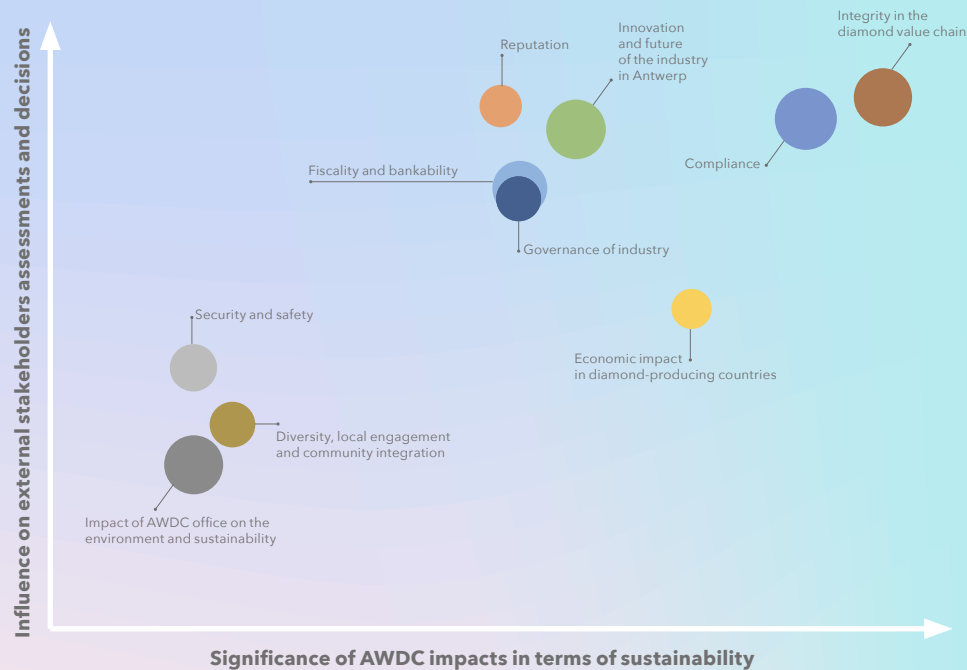 Integrity in the
diamond value chain
Innovation
and future
of the industry
in Antwerp
Reputation
Compliance
Fiscality and bankability
Governance of industry
Security and safety
Economic impact
in diamond-producing countries
Diversity, local engagement
and community integration
Impact of AWDC office on the
environment and sustainability
Influence on external stakeholders assessments and decisions
Significance of AWDC impacts in terms of sustainability